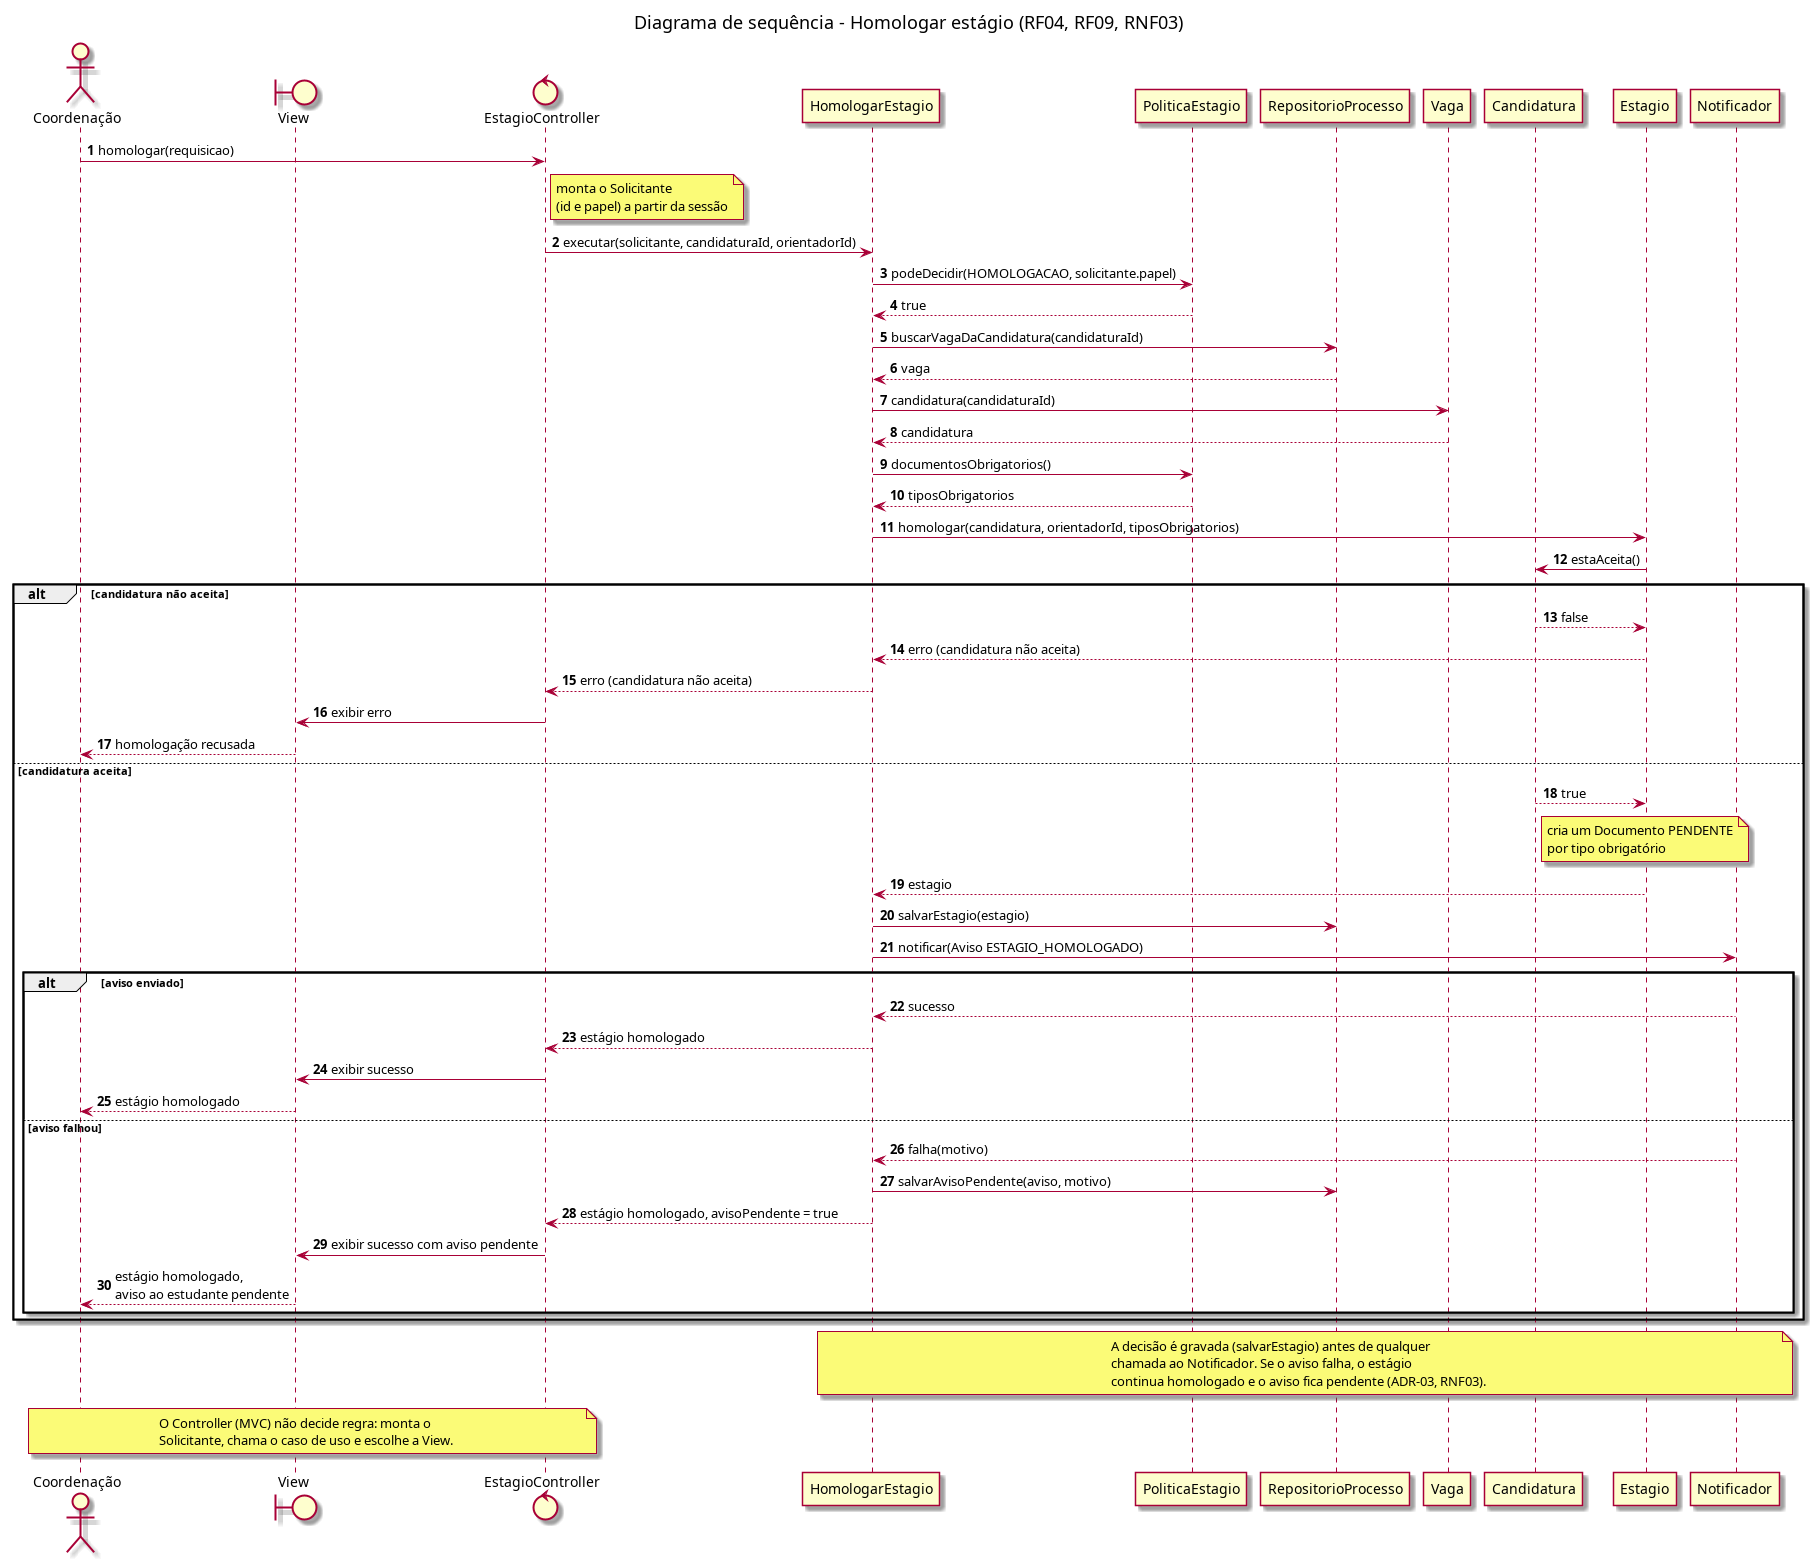 Diagrama de sequência - Homologar estágio (RF04, RF09, RNF03)
Coordenação
View
EstagioController
HomologarEstagio
PoliticaEstagio
RepositorioProcesso
Vaga
Candidatura
Estagio
Notificador
1 homologar(requisicao)
monta o Solicitante
(id e papel) a partir da sessão
2 executar(solicitante, candidaturaId, orientadorId)
3 podeDecidir(HOMOLOGACAO, solicitante.papel)
4 true
5 buscarVagaDaCandidatura(candidaturaId)
6 vaga
7 candidatura(candidaturaId)
8 candidatura
9 documentosObrigatorios()
10 tiposObrigatorios
11 homologar(candidatura, orientadorId, tiposObrigatorios)
12 estaAceita()
alt [candidatura não aceita]
13 false
14 erro (candidatura não aceita)
15 erro (candidatura não aceita)
16 exibir erro
17 homologação recusada
[candidatura aceita]
18 true
cria um Documento PENDENTE
por tipo obrigatório
19 estagio
20 salvarEstagio(estagio)
21 notificar(Aviso ESTAGIO_HOMOLOGADO)
alt [aviso enviado]
22 sucesso
23 estágio homologado
24 exibir sucesso
25 estágio homologado
[aviso falhou]
26 falha(motivo)
27 salvarAvisoPendente(aviso, motivo)
28 estágio homologado, avisoPendente = true
29 exibir sucesso com aviso pendente
30 estágio homologado,
aviso ao estudante pendente
A decisão é gravada (salvarEstagio) antes de qualquer
chamada ao Notificador. Se o aviso falha, o estágio
continua homologado e o aviso fica pendente (ADR-03, RNF03).
O Controller (MVC) não decide regra: monta o
Solicitante, chama o caso de uso e escolhe a View.
Coordenação
View
EstagioController
HomologarEstagio
PoliticaEstagio
RepositorioProcesso
Vaga
Candidatura
Estagio
Notificador